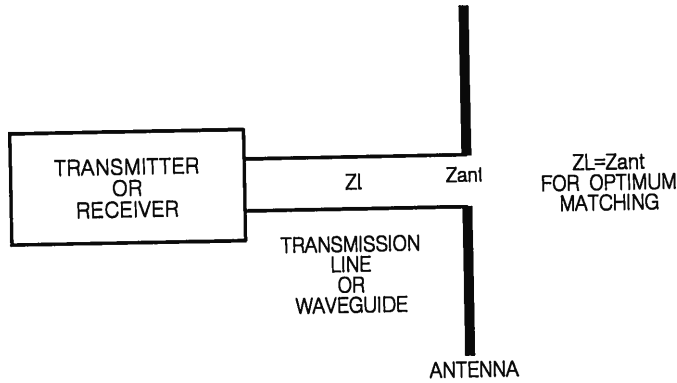 TRANSMITTER
OR
RECEIVER
Zl
Zant
ZL=Zant
FOR OPTIMUM
MATCHING
TRANSMISSION
LINE
OR
WAVEGUIDE
ANTENNA